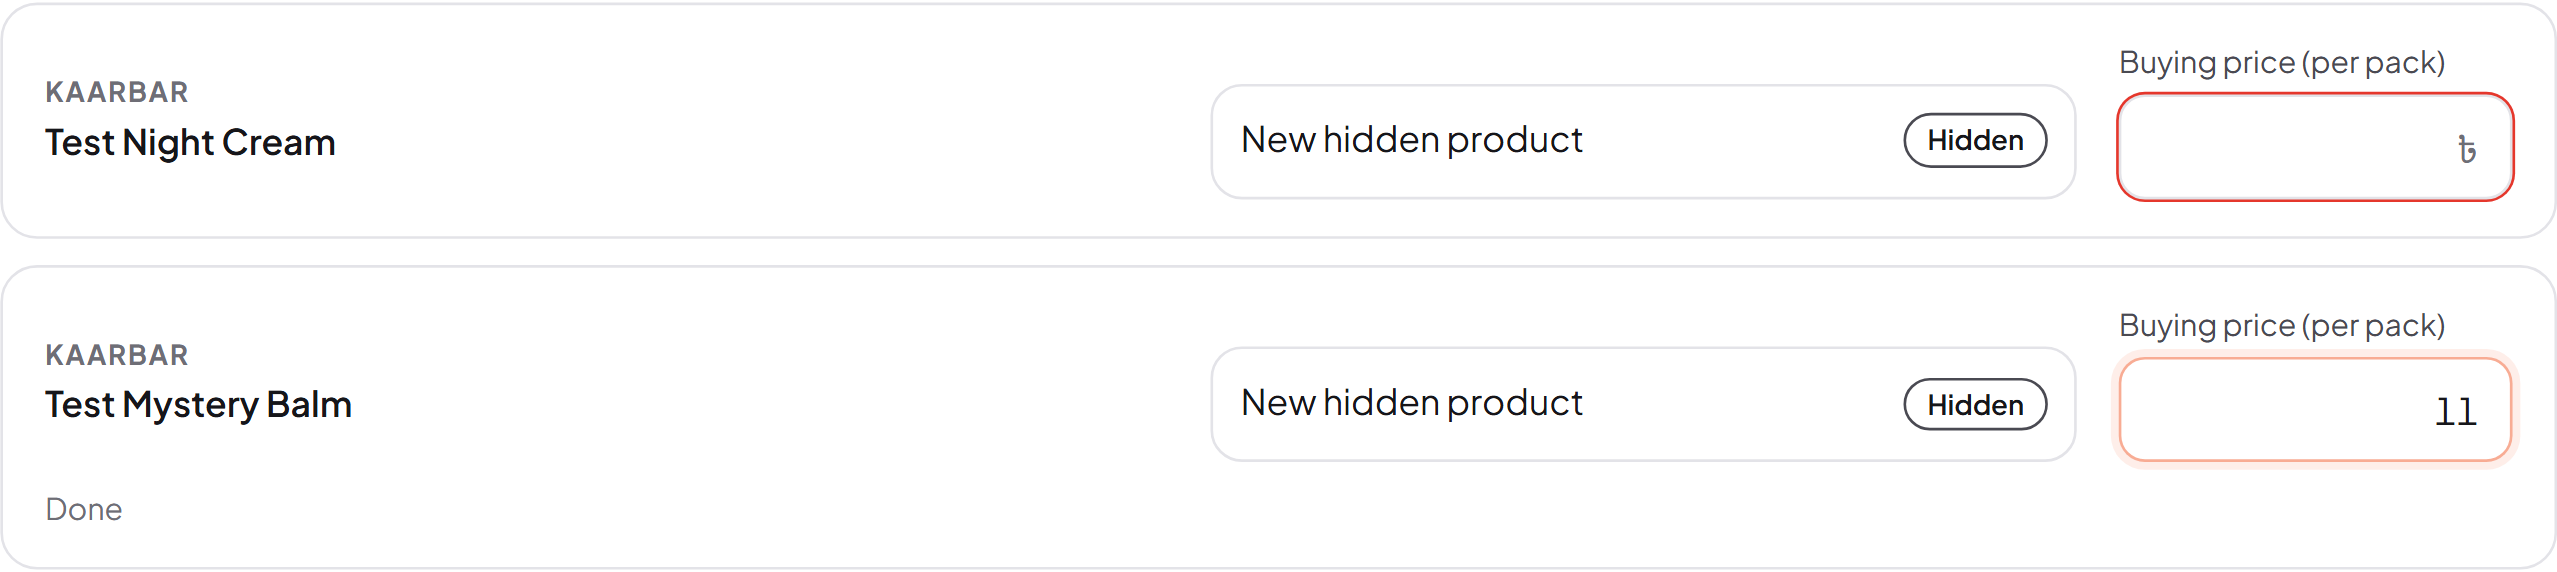 KAARBAR
Test Night Cream
New hidden product
Hidden
Buying price (per pack)
৳
KAARBAR
Test Mystery Balm
New hidden product
Hidden
Buying price (per pack)
11
Done